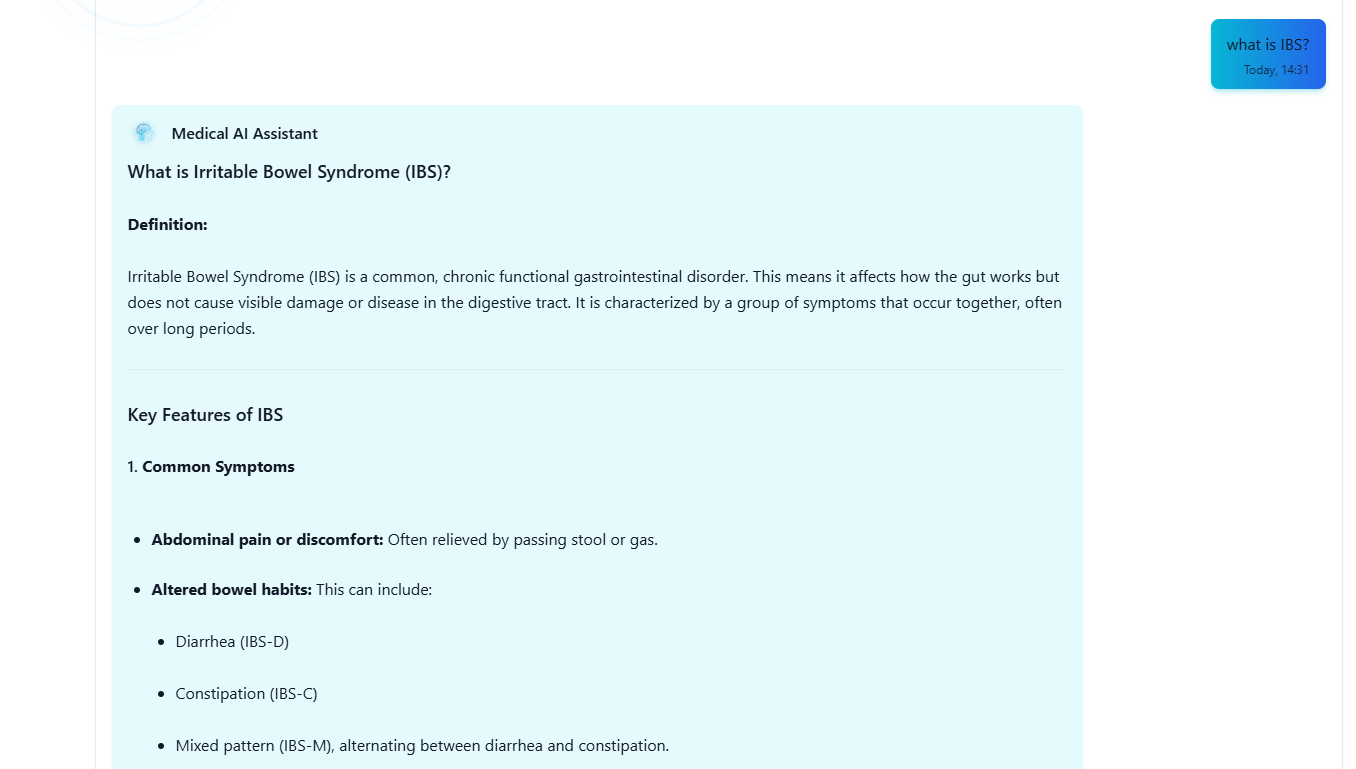 what is IBS?
Today, 14:31
Medical AI Assistant
What is Irritable Bowel Syndrome (IBS)?
Definition:
Irritable Bowel Syndrome (IBS) is a common, chronic functional gastrointestinal disorder. This means it affects how the gut works but
does not cause visible damage or disease in the digestive tract. It is characterized by a group of symptoms that occur together, often
over long periods.
Key Features of IBS
1. Common Symptoms
• Abdominal pain or discomfort: Often relieved by passing stool or gas.
• Altered bowel habits: This can include:
• Diarrhea (IBS-D)
• Constipation (IBS-C)
• Mixed pattern (IBS-M), alternating between diarrhea and constipation.